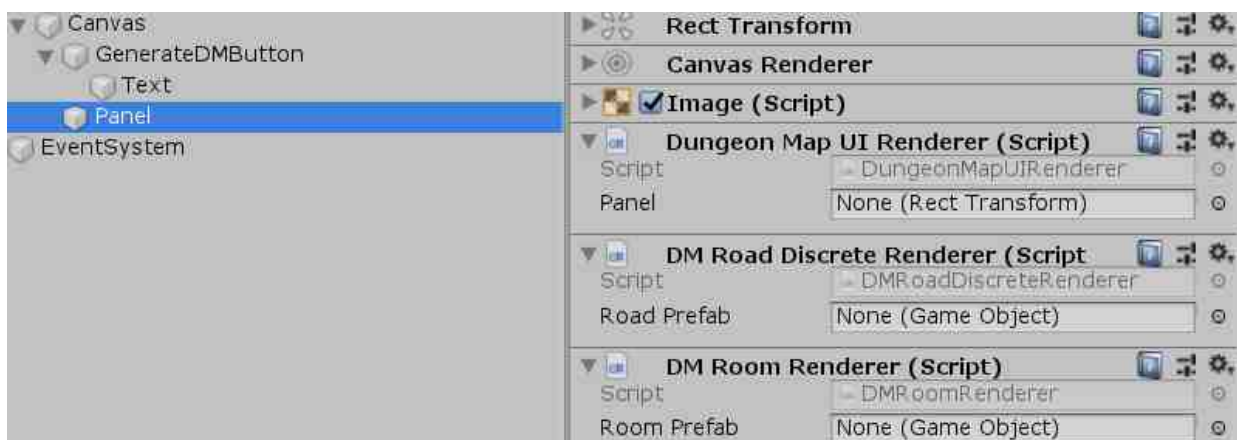 Canvas
GenerateDMButton
Text
Panel
EventSystem
Rect Transform
Canvas Renderer
Image (Script)
Dungeon Map UI Renderer (Script)
Script DungeonMapUIRenderer
Panel None (Rect Transform)
DM Road Discrete Renderer (Script
Script DMRoadDiscreteRenderer
Road Prefab None (Game Object)
DM Room Renderer (Script)
Script DMRoomRenderer
Room Prefab None (Game Object)